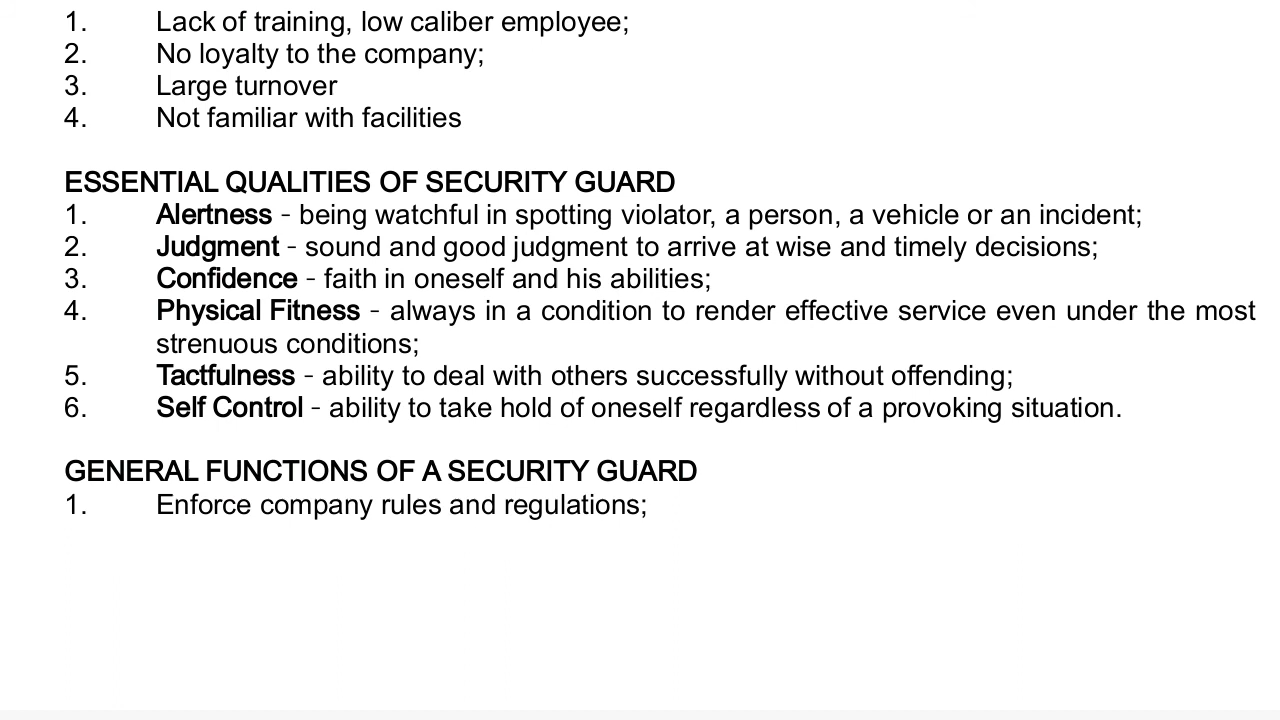 1. Lack of training, low caliber employee;
2. No loyalty to the company;
3. Large turnover
4. Not familiar with facilities
ESSENTIAL QUALITIES OF SECURITY GUARD
1. Alertness - being watchful in spotting violator, a person, a vehicle or an incident;
2. Judgment - sound and good judgment to arrive at wise and timely decisions;
3. Confidence - faith in oneself and his abilities;
4. Physical Fitness - always in a condition to render effective service even under the most
strenuous conditions;
5. Tactfulness - ability to deal with others successfully without offending;
6. Self Control - ability to take hold of oneself regardless of a provoking situation.
GENERAL FUNCTIONS OF A SECURITY GUARD
1. Enforce company rules and regulations;